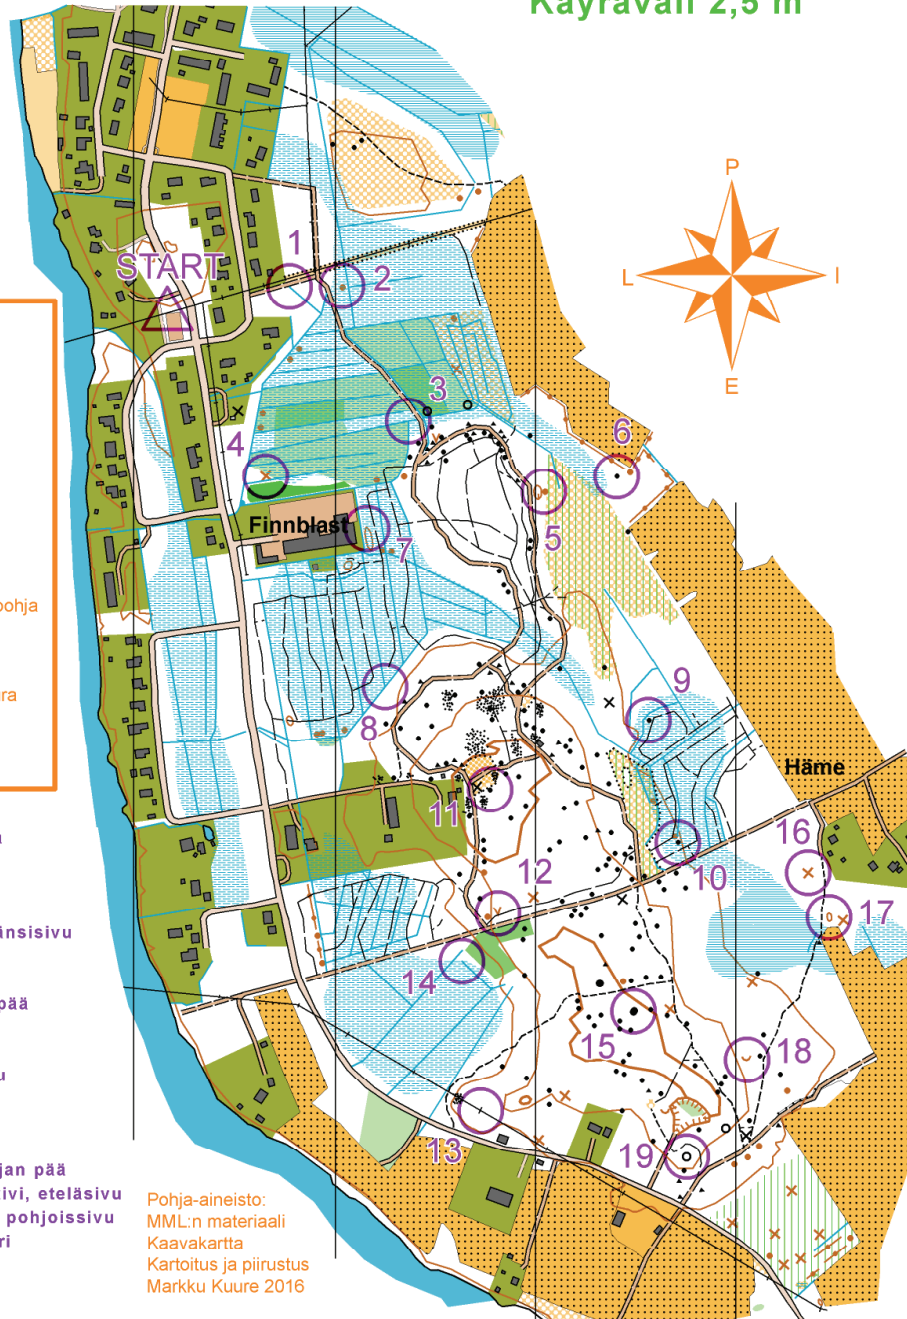 Käyräväli 2,5 m
P
L
I
E
START
1
2
3
4
5
6
Finnblast
7
8
9
Häme
10
11
12
13
14
15
16
17
18
19
pohja
ra
änsisivu
pää
u
jan pää
kivi, eteläsivu
pohjoissivu
ri
Pohja-aineisto:
MML:n materiaali
Kaavakartta
Kartoitus ja piirustus
Markku Kuure 2016